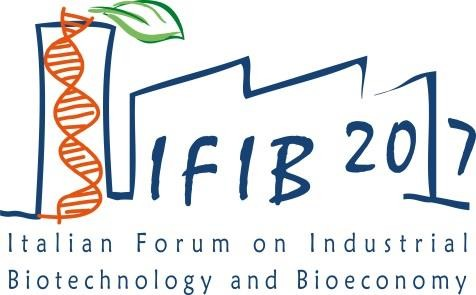 IFIB 2017
Italian Forum on Industrial
Biotechnology and Bioeconomy